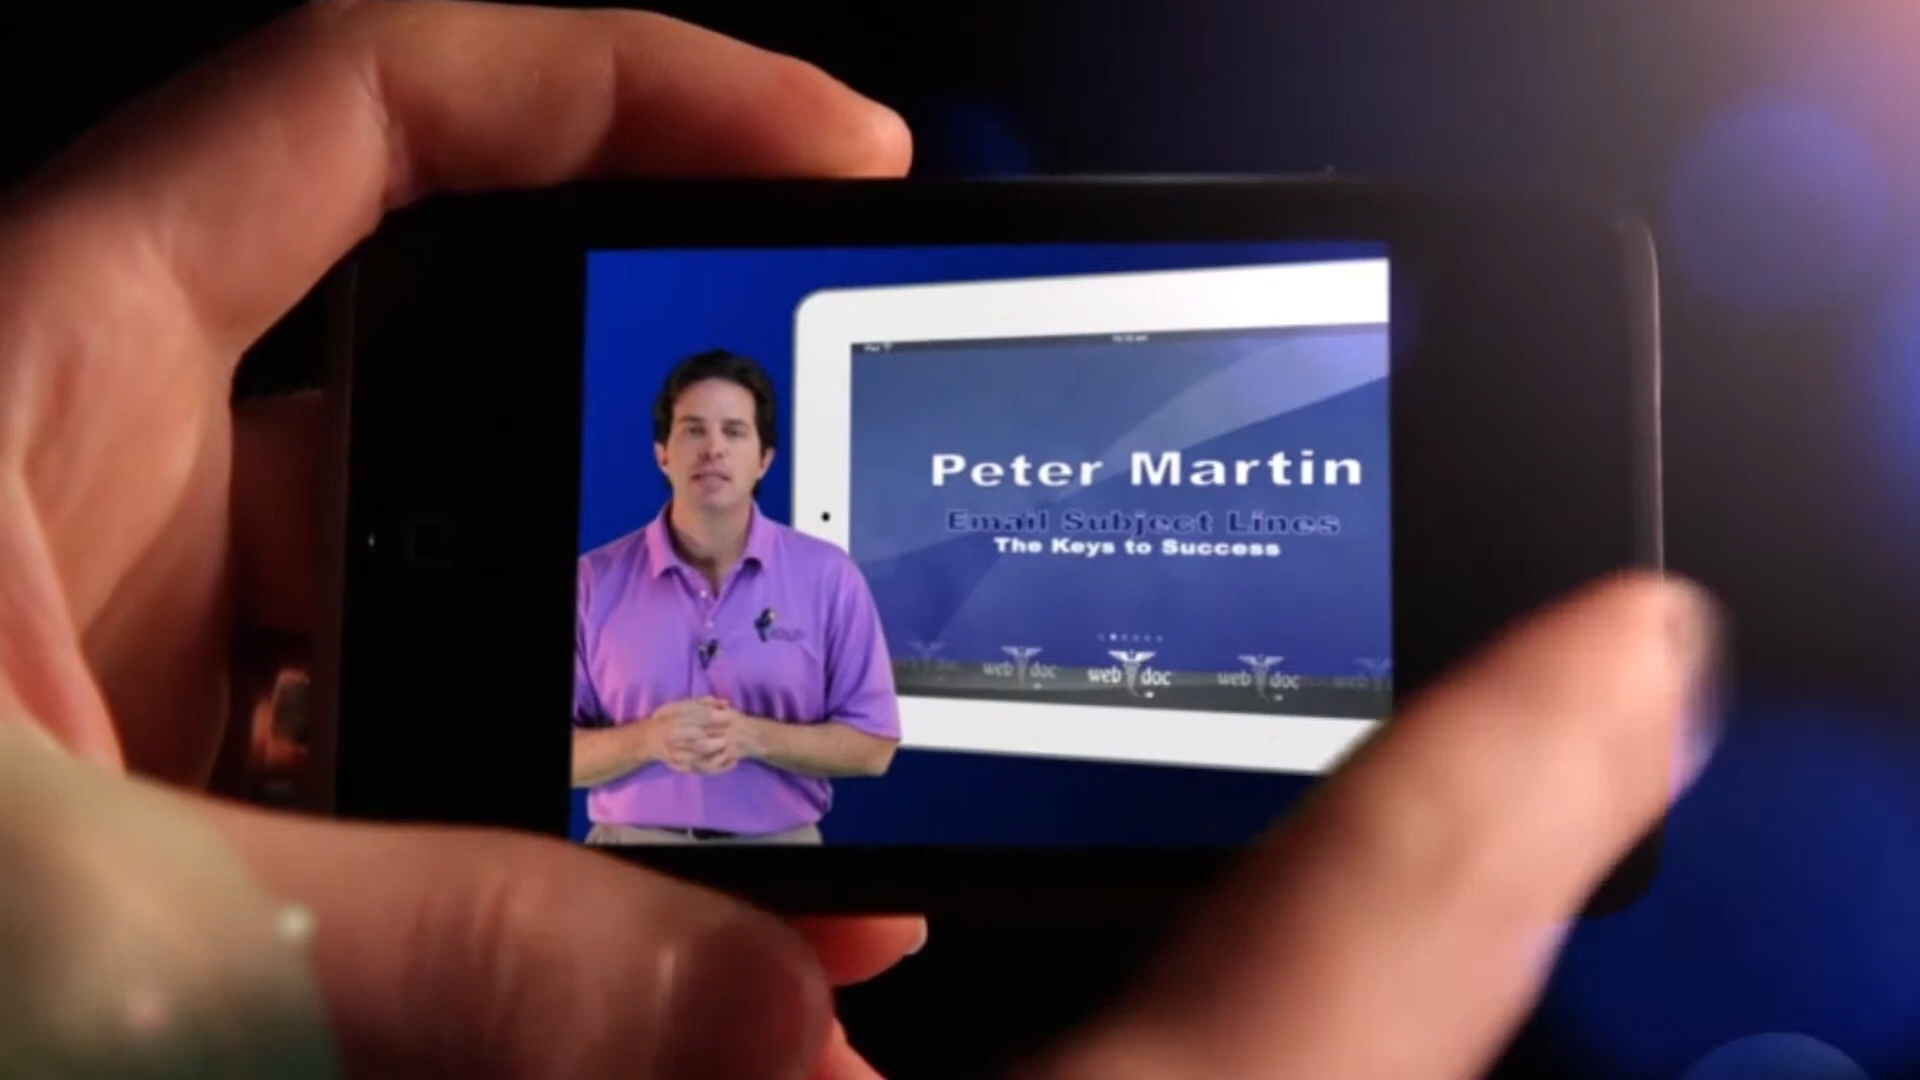 Peter Martin
Email Subject Lines
The Keys to Success
web doc web doc web doc